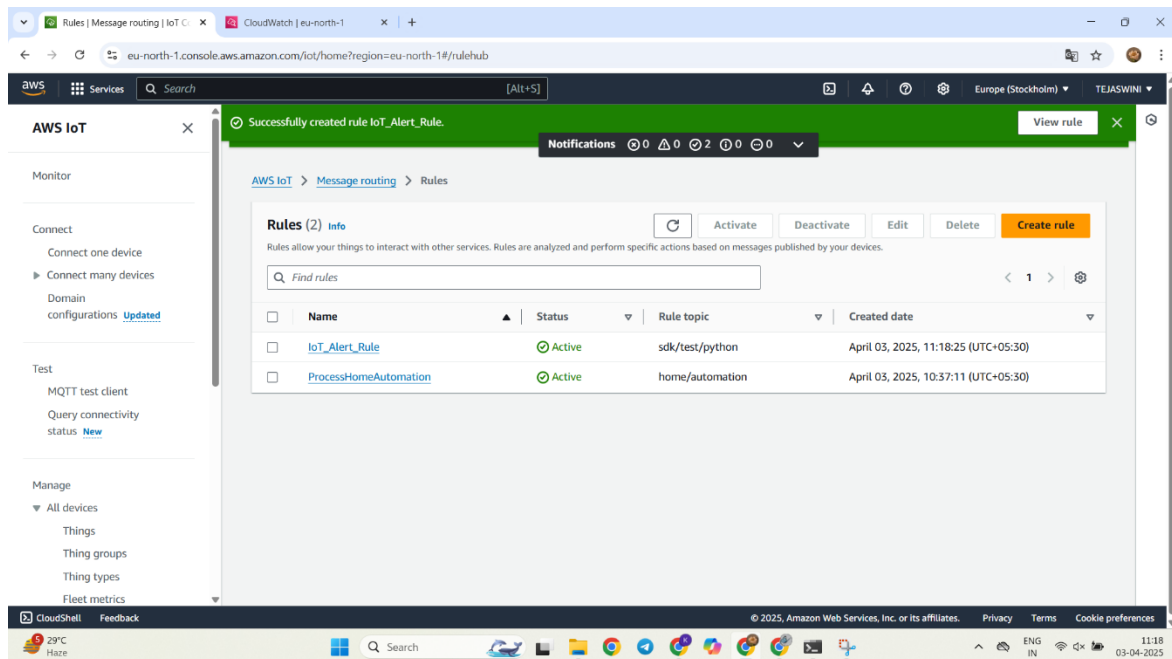 Rules | Message routing | IoT Co
CloudWatch | eu-north-1
eu-north-1.console.aws.amazon.com/iot/home?region=eu-north-1#/rulehub
aws
Services
Search
[Alt+S]
Europe (Stockholm)
TEJASWINI
AWS IoT
Successfully created rule IoT_Alert_Rule.
View rule
Notifications 0 0 2 0 0
Monitor
Connect
Connect one device
Connect many devices
Domain
configurations Updated
Test
MQTT test client
Query connectivity
status New
Manage
All devices
Things
Thing groups
Thing types
Fleet metrics
AWS IoT > Message routing > Rules
Rules (2) Info
Activate
Deactivate
Edit
Delete
Create rule
Rules allow your things to interact with other services. Rules are analyzed and perform specific actions based on messages published by your devices.
Find rules
1
Name Status Rule topic Created date
IoT_Alert_Rule Active sdk/test/python April 03, 2025, 11:18:25 (UTC+05:30)
ProcessHomeAutomation Active home/automation April 03, 2025, 10:37:11 (UTC+05:30)
CloudShell Feedback
© 2025, Amazon Web Services, Inc. or its affiliates. Privacy Terms Cookie preferences
5
29°C
Haze
Search
ENG
IN
11:18
03-04-2025